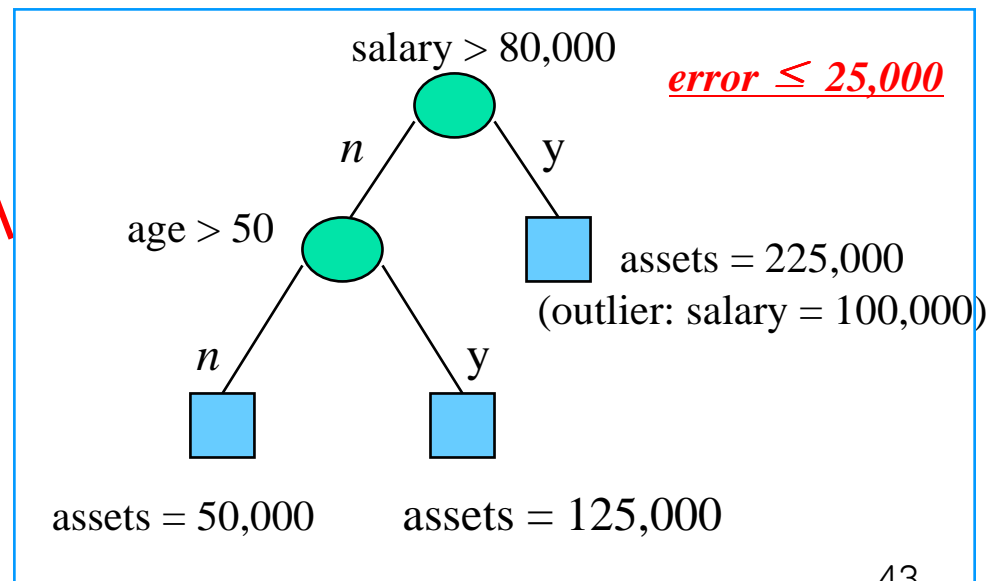 salary > 80,000
error ≤ 25,000
n
y
age > 50
assets = 225,000
(outlier: salary = 100,000)
n
y
assets = 50,000
assets = 125,000
43